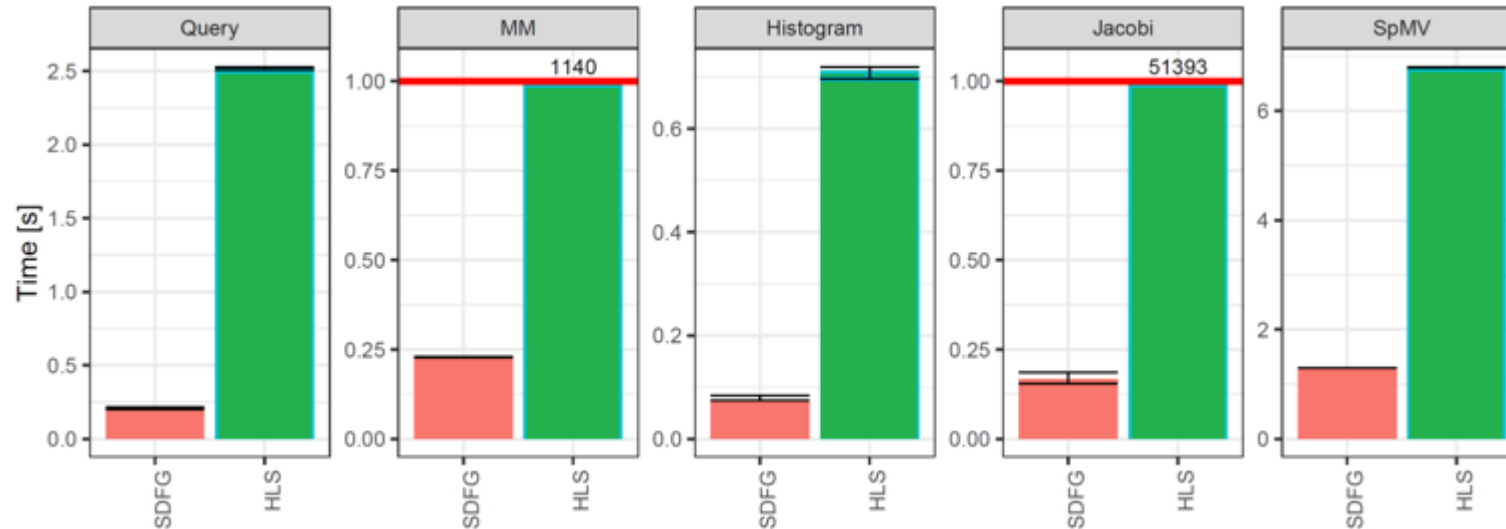 Query MM Histogram Jacobi SpMV
1140 51393
Time [s]
2.5 1.00 0.6 1.00 6
2.0 0.75 0.4 0.75 4
1.5 0.50 0.2 0.50 2
1.0 0.25 0.0 0.25 0
0.5 0.00 0.00
0.0
SDFG HLS SDFG HLS SDFG HLS SDFG HLS SDFG HLS